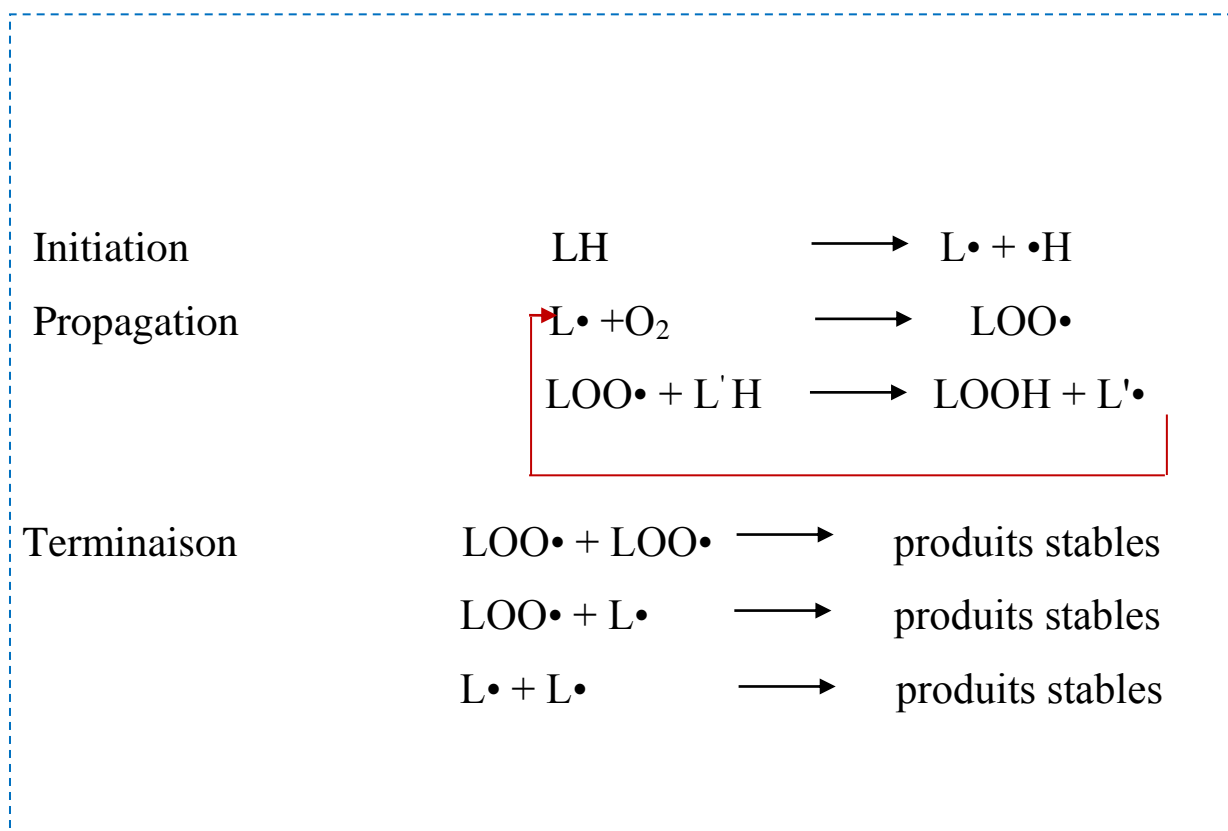 Initiation LH ⟶ L• + •H
Propagation L• +O₂ ⟶ LOO•
LOO• + L' H ⟶ LOOH + L'•
Terminaison LOO• + LOO• ⟶ produits stables
LOO• + L• ⟶ produits stables
L• + L• ⟶ produits stables